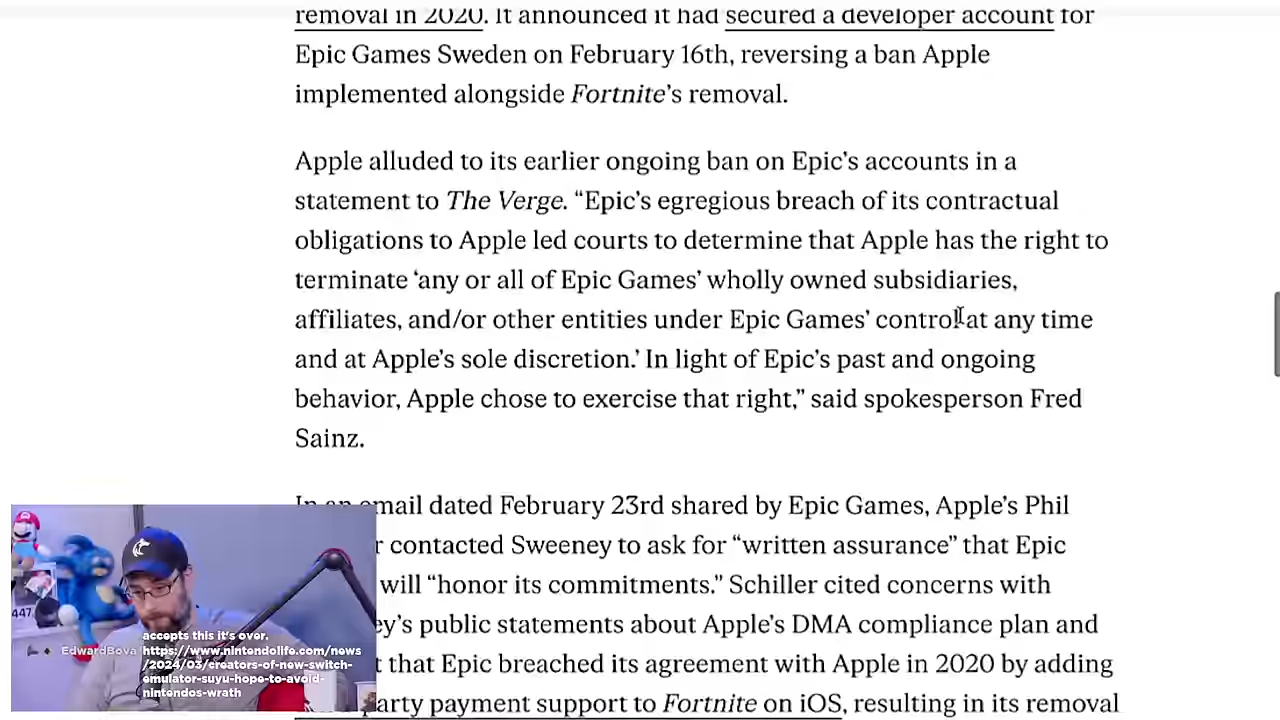 removal in 2020. It announced it had secured a developer account for
Epic Games Sweden on February 16th, reversing a ban Apple
implemented alongside Fortnite’s removal.
Apple alluded to its earlier ongoing ban on Epic’s accounts in a
statement to The Verge. “Epic’s egregious breach of its contractual
obligations to Apple led courts to determine that Apple has the right to
terminate ‘any or all of Epic Games’ wholly owned subsidiaries,
affiliates, and/or other entities under Epic Games’ control at any time
and at Apple’s sole discretion.’ In light of Epic’s past and ongoing
behavior, Apple chose to exercise that right,” said spokesperson Fred
Sainz.
In an email dated February 23rd shared by Epic Games, Apple’s Phil
contacted Sweeney to ask for “written assurance” that Epic
will “honor its commitments.” Schiller cited concerns with
public statements about Apple’s DMA compliance plan and
that Epic breached its agreement with Apple in 2020 by adding
payment support to Fortnite on iOS, resulting in its removal
447
accepts this it's over.
EdwardBova https://www.nintendolife.com/news
/2024/03/creators-of-new-switch-
emulator-suyu-hope-to-avoid-
nintendos-wrath